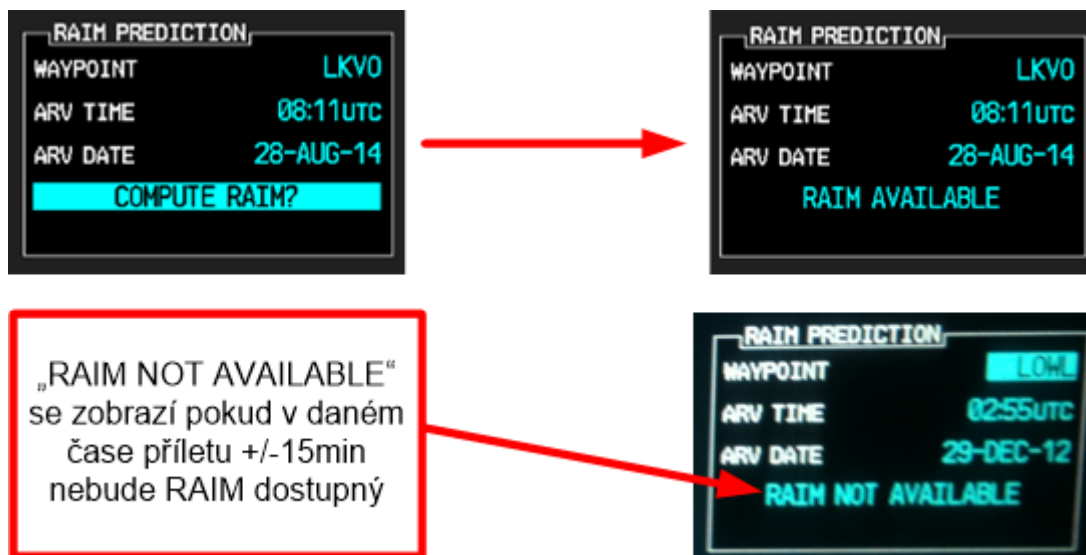 RAIM PREDICTION
WAYPOINT LKVO
ARV TIME 08:11UTC
ARV DATE 28-AUG-14
COMPUTE RAIM?
RAIM PREDICTION
WAYPOINT LKVO
ARV TIME 08:11UTC
ARV DATE 28-AUG-14
RAIM AVAILABLE
„RAIM NOT AVAILABLE“
se zobrazí pokud v daném
čase příletu +/-15min
nebude RAIM dostupný
RAIM PREDICTION
WAYPOINT LOWL
ARV TIME 02:55UTC
ARV DATE 29-DEC-12
RAIM NOT AVAILABLE